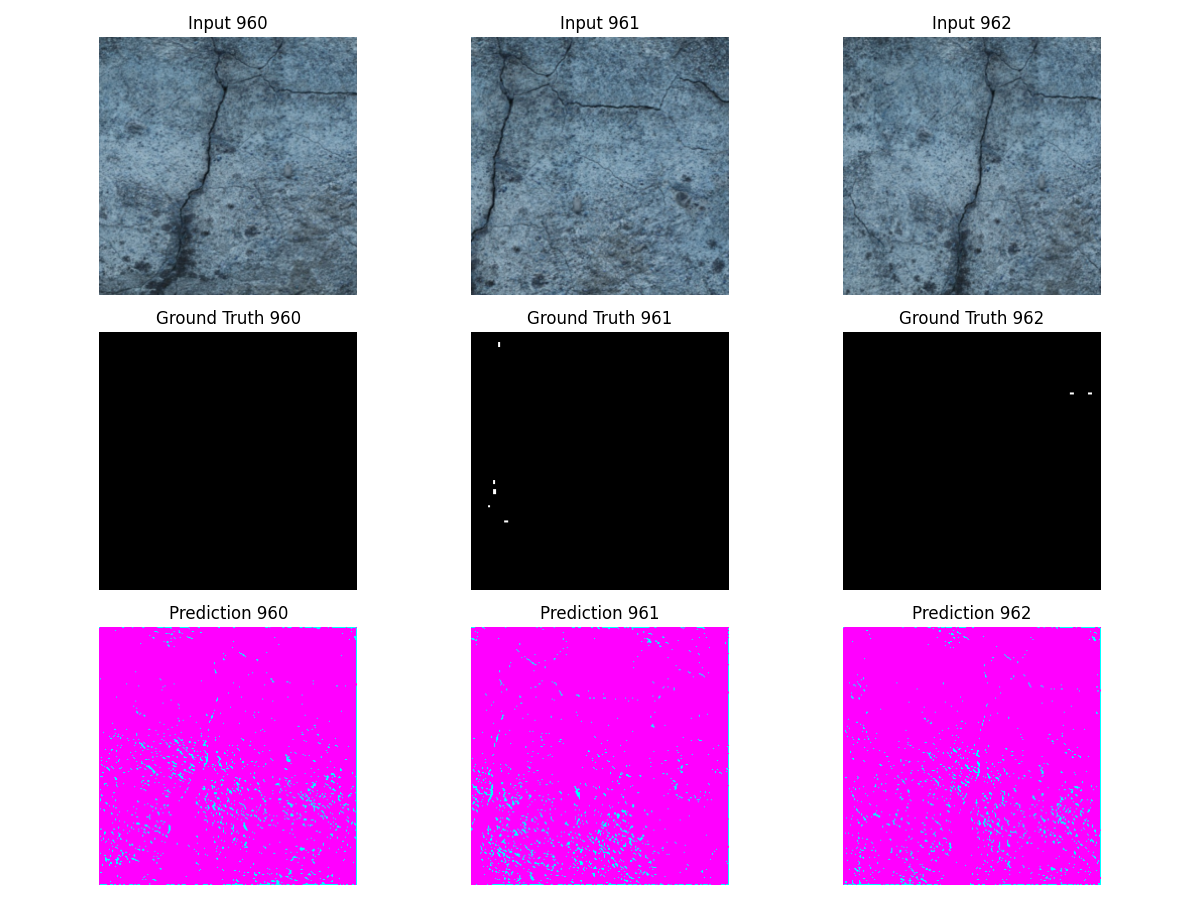 Input 960
Input 961
Input 962
Ground Truth 960
Ground Truth 961
Ground Truth 962
Prediction 960
Prediction 961
Prediction 962